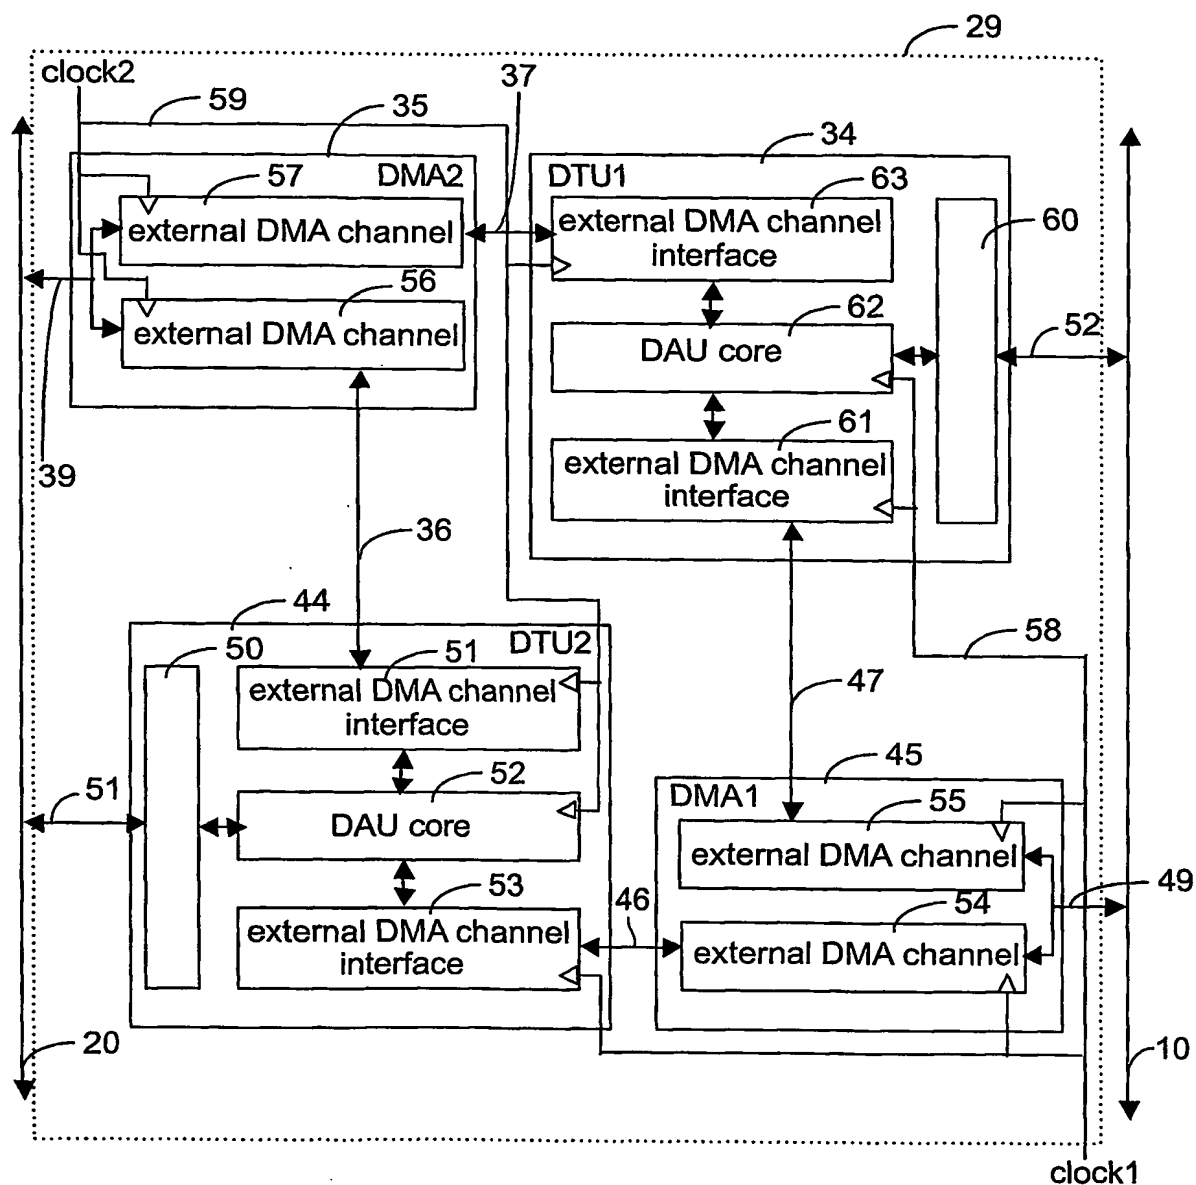 29
clock2
37
59
35
34
57
DMA2
DTU1
63
60
external DMA channel
external DMA channel
interface
56
62
52
external DMA channel
DAU core
61
external DMA channel
interface
39
36
44
58
DTU2
50
51
47
external DMA channel
interface
45
52
51
DMA1
55
DAU core
external DMA channel
53
46
54
49
external DMA channel
interface
external DMA channel
20
10
clock1